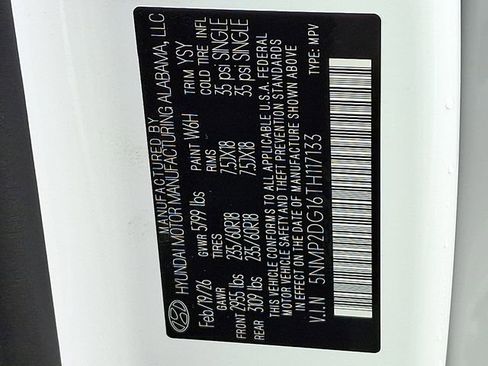 MANUFACTURED BY
HYUNDAI MOTOR MANUFACTURING ALABAMA, LLC
Feb/19/26 GVWR 5799 lbs PAINT W6H TRIM YSY
GAWR TIRES RIMS COLD TIRE INFL
FRONT 2955 lbs 235/60R18 7.5JX18 35 psi SINGLE
REAR 3109 lbs 235/60R18 7.5JX18 35 psi SINGLE
THIS VEHICLE CONFORMS TO ALL APPLICABLE U.S.A. FEDERAL
MOTOR VEHICLE SAFETY AND THEFT PREVENTION STANDARDS
IN EFFECT ON THE DATE OF MANUFACTURE SHOWN ABOVE
V.I.N 5NMP2DG16TH117133 TYPE: MPV